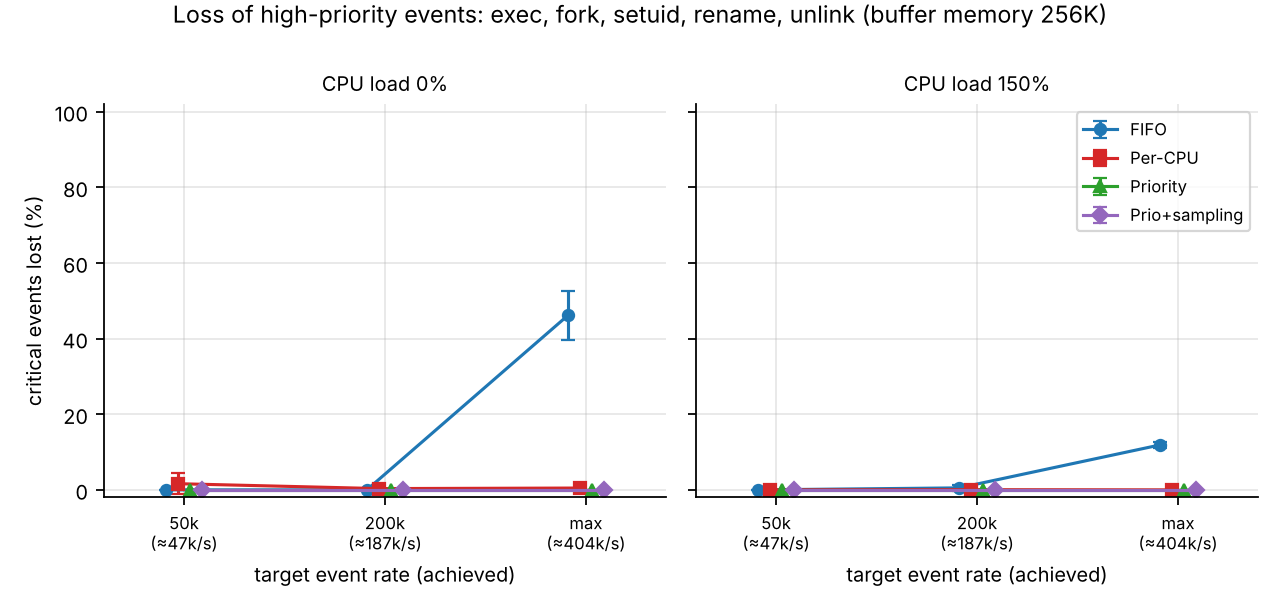 Loss of high-priority events: exec, fork, setuid, rename, unlink (buffer memory 256K)
CPU load 0%
critical events lost (%)
100
80
60
40
20
0
50k
(≈47k/s)
200k
(≈187k/s)
max
(≈404k/s)
target event rate (achieved)
CPU load 150%
FIFO
Per-CPU
Priority
Prio+sampling
50k
(≈47k/s)
200k
(≈187k/s)
max
(≈404k/s)
target event rate (achieved)